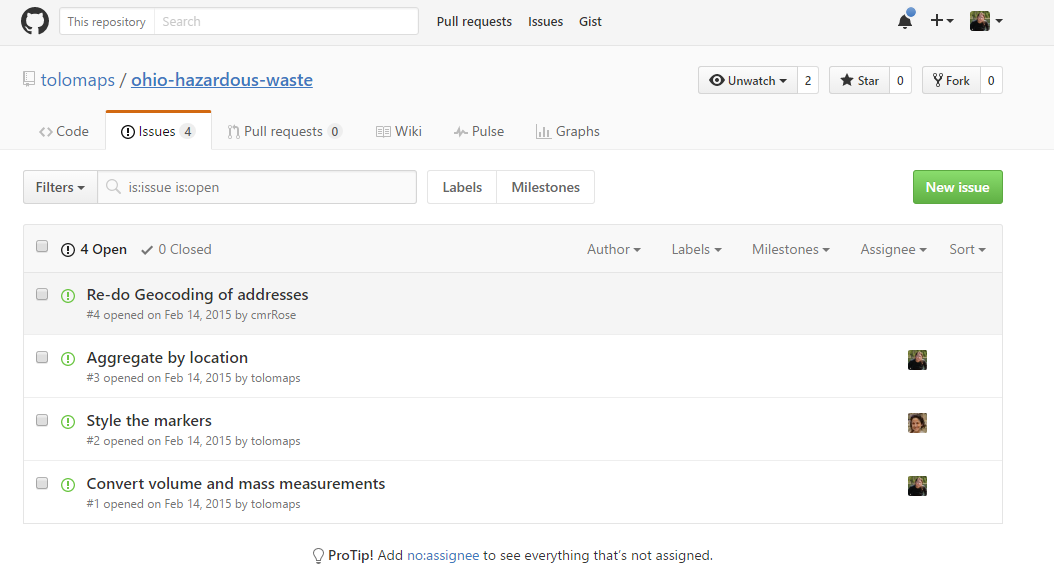 This repository Search Pull requests Issues Gist
tolomaps / ohio-hazardous-waste Unwatch 2 Star 0 Fork 0
Code Issues 4 Pull requests 0 Wiki Pulse Graphs
Filters is:issue is:open Labels Milestones New issue
4 Open 0 Closed Author Labels Milestones Assignee Sort
Re-do Geocoding of addresses
#4 opened on Feb 14, 2015 by cmrRose
Aggregate by location
#3 opened on Feb 14, 2015 by tolomaps
Style the markers
#2 opened on Feb 14, 2015 by tolomaps
Convert volume and mass measurements
#1 opened on Feb 14, 2015 by tolomaps
ProTip! Add no:assignee to see everything that's not assigned.